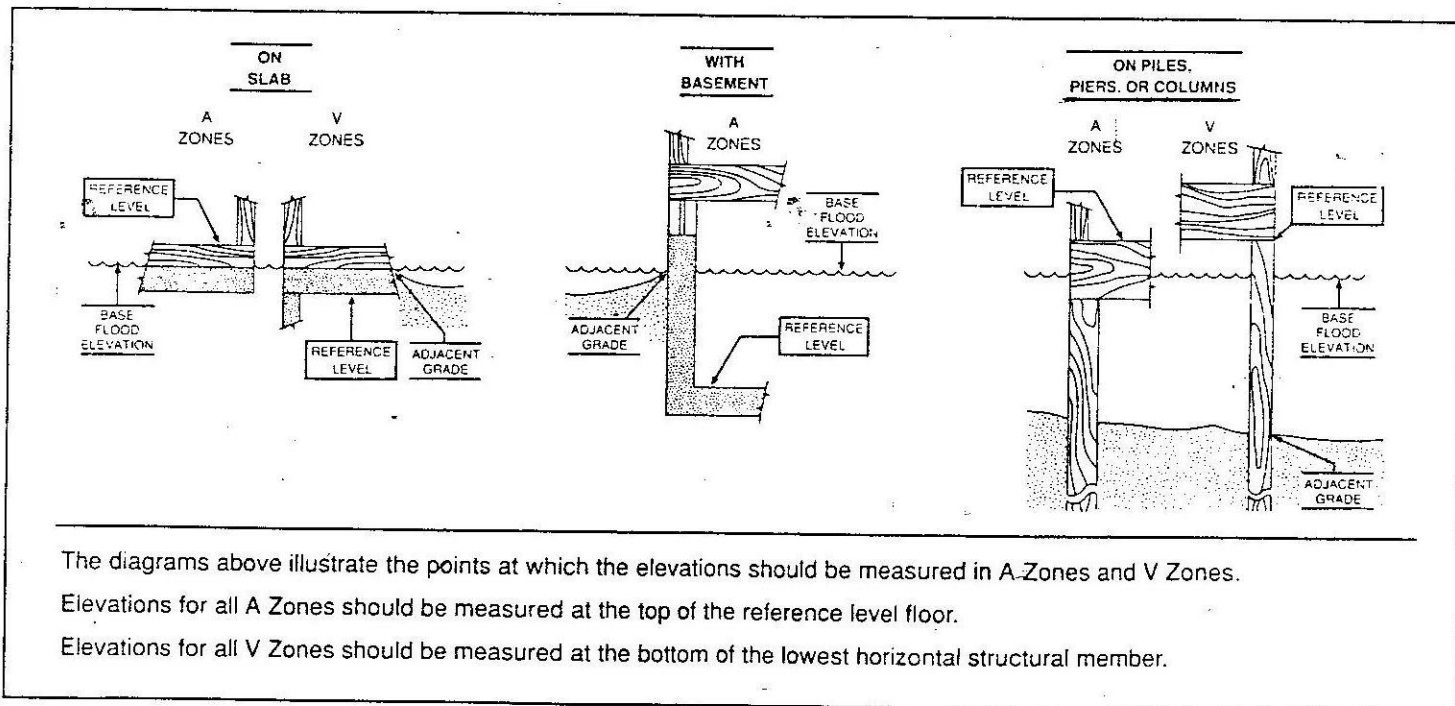 ON
SLAB
A
ZONES
V
ZONES
REFERENCE
LEVEL
BASE
FLOOD
ELEVATION
REFERENCE
LEVEL
ADJACENT
GRADE
WITH
BASEMENT
A
ZONES
BASE
FLOOD
ELEVATION
ADJACENT
GRADE
REFERENCE
LEVEL
ON PILES,
PIERS, OR COLUMNS
A
ZONES
V
ZONES
REFERENCE
LEVEL
REFERENCE
LEVEL
BASE
FLOOD
ELEVATION
ADJACENT
GRADE
The diagrams above illustrate the points at which the elevations should be measured in A Zones and V Zones.
Elevations for all A Zones should be measured at the top of the reference level floor.
Elevations for all V Zones should be measured at the bottom of the lowest horizontal structural member.